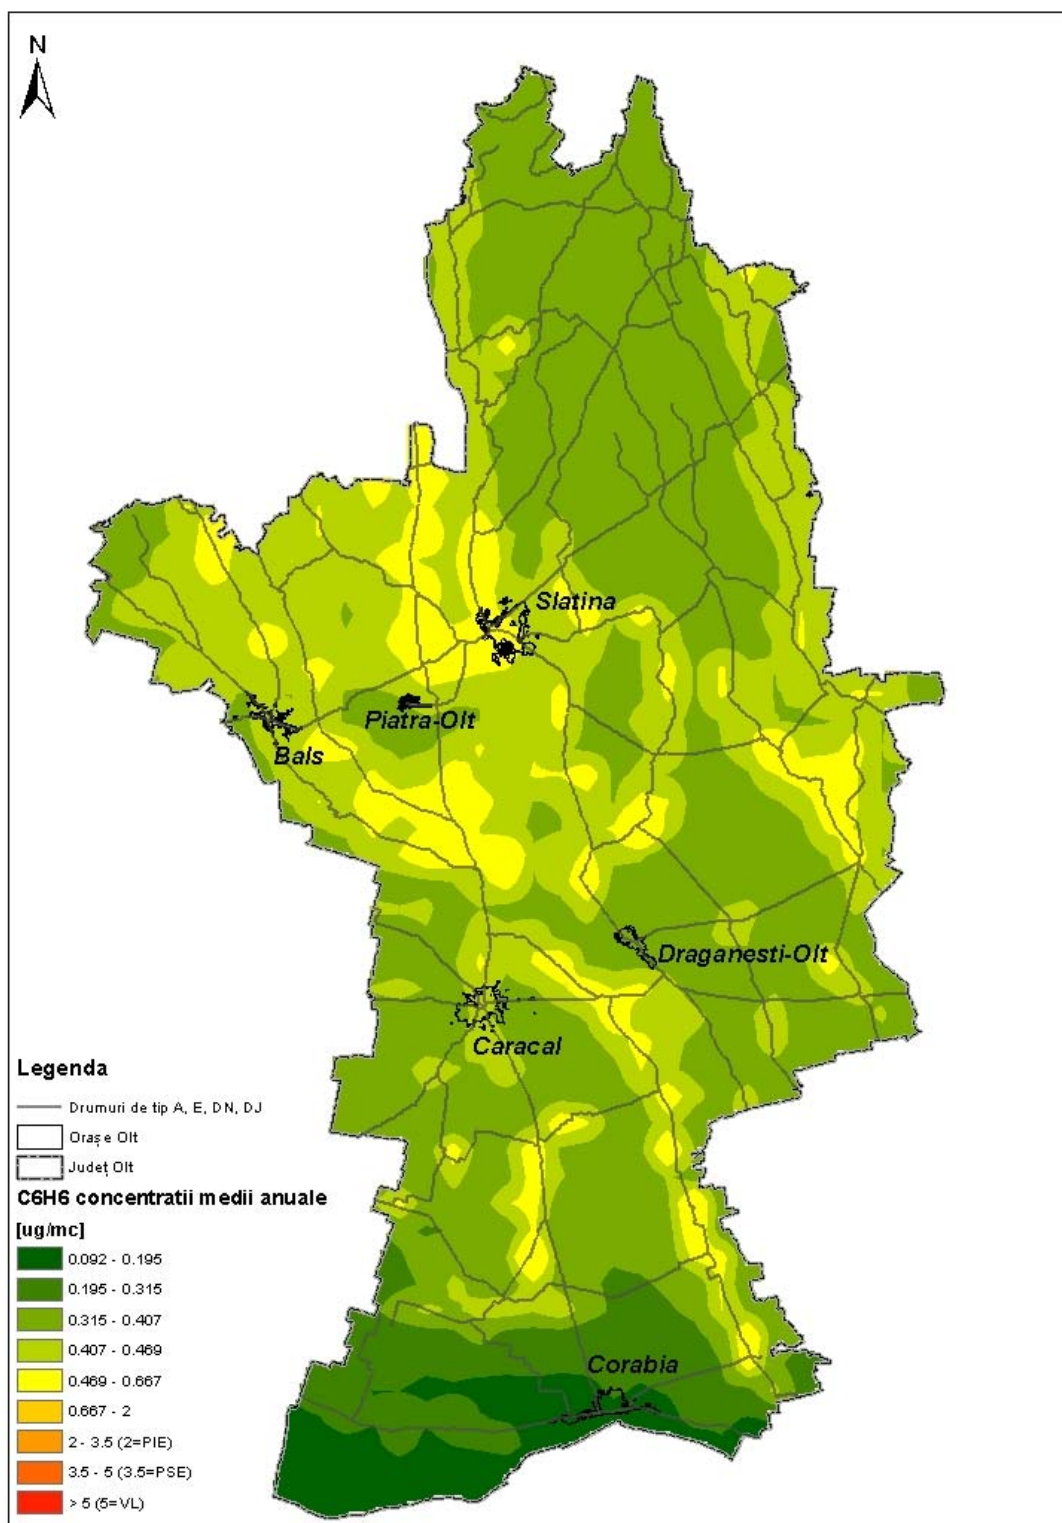 N
Slatina
Piatra-Olt
Bals
Draganesti-Olt
Caracal
Corabia
Legenda
Drumuri de tip A, E, DN, DJ
Orașe Olt
Județ Olt
C6H6 concentratii medii anuale
[ug/mc]
0.092 - 0.195
0.195 - 0.315
0.315 - 0.407
0.407 - 0.469
0.469 - 0.667
0.667 - 2
2 - 3.5 (2=PIE)
3.5 - 5 (3.5=PSE)
> 5 (5=VL)